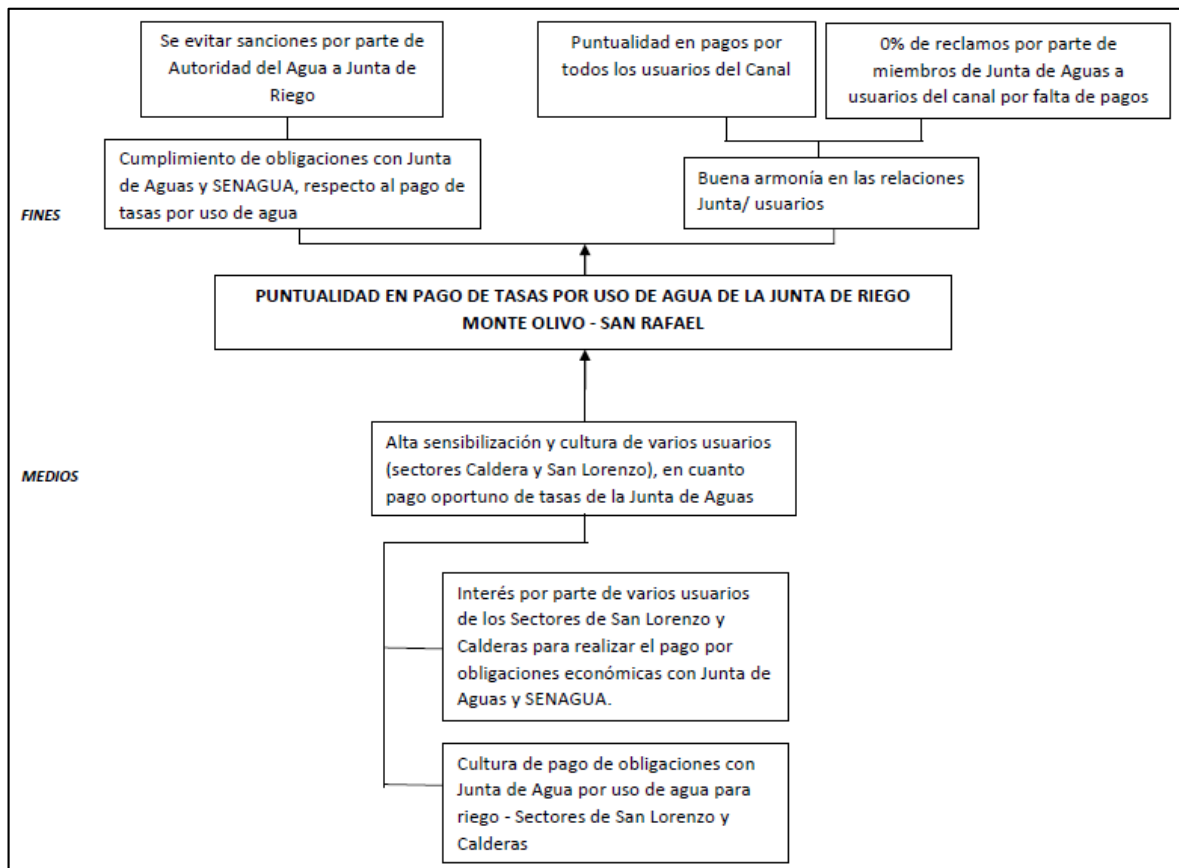 Se evitar sanciones por parte de
Autoridad del Agua a Junta de
Riego
Puntualidad en pagos por
todos los usuarios del Canal
0% de reclamos por parte de
miembros de Junta de Aguas a
usuarios del canal por falta de pagos
Cumplimiento de obligaciones con Junta
de Aguas y SENAGUA, respecto al pago de
tasas por uso de agua
Buena armonía en las relaciones
Junta/ usuarios
FINES
PUNTUALIDAD EN PAGO DE TASAS POR USO DE AGUA DE LA JUNTA DE RIEGO
MONTE OLIVO - SAN RAFAEL
Alta sensibilización y cultura de varios usuarios
(sectores Caldera y San Lorenzo), en cuanto
pago oportuno de tasas de la Junta de Aguas
MEDIOS
Interés por parte de varios usuarios
de los Sectores de San Lorenzo y
Calderas para realizar el pago por
obligaciones económicas con Junta de
Aguas y SENAGUA.
Cultura de pago de obligaciones con
Junta de Agua por uso de agua para
riego - Sectores de San Lorenzo y
Calderas